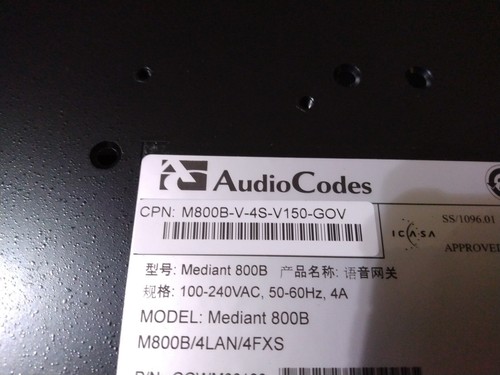 AudioCodes
CPN: M800B-V-4S-V150-GOV
SS/1096.01
ICASA
APPROVED
型号: Mediant 800B 产品名称: 语音网关
规格: 100-240VAC, 50-60Hz, 4A
MODEL: Mediant 800B
M800B/4LAN/4FXS